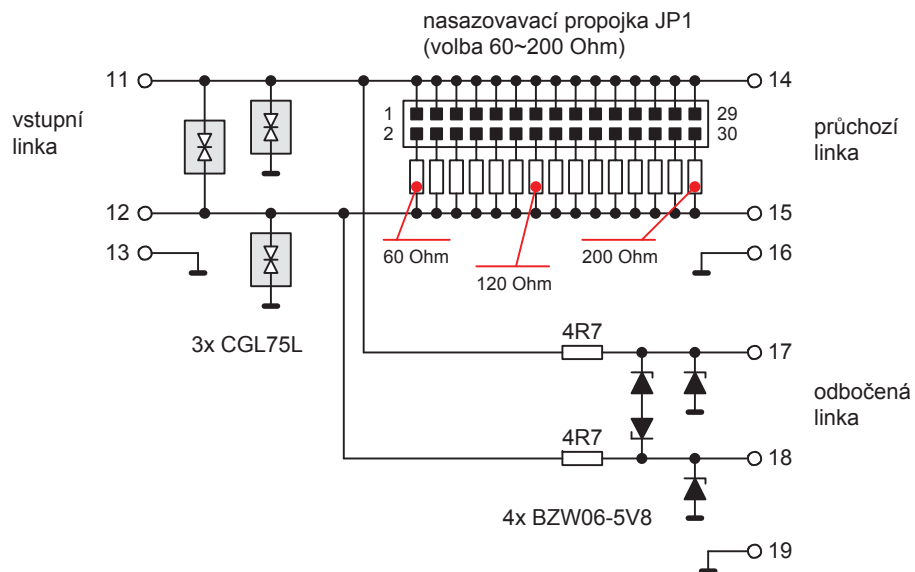 nasazovavací propojka JP1
(volba 60~200 Ohm)
11
14
vstupní
linka
1
29
2
30
průchozí
linka
12
15
13
60 Ohm
200 Ohm
16
120 Ohm
3x CGL75L
4R7
17
odbočená
linka
4R7
18
4x BZW06-5V8
19